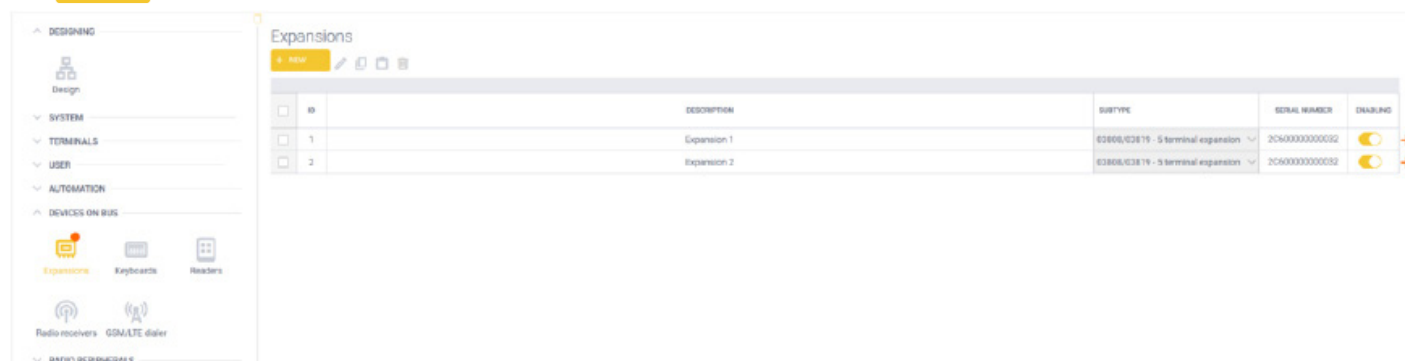 DESIGNING
Design
SYSTEM
TERMINALS
USER
AUTOMATION
DEVICES ON BUS
Expansions Keyboards Readers
Radio receivers GSM/LTE dialer
RADIO PERIPHERALS
Expansions
+ NEW
ID DESCRIPTION SUBTYPE SERIAL NUMBER ENABLING
1 Expansion 1 03808/03819 - 5 terminal expansion 2C600000000032
2 Expansion 2 03808/03819 - 5 terminal expansion 2C600000000032